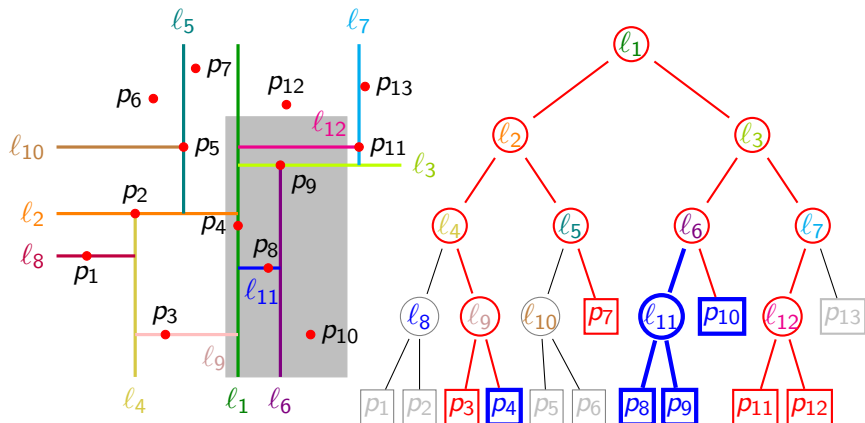 ℓ5 ℓ7
p7
p6 p12 p13
ℓ12
ℓ10 p5 p11
p9 ℓ3
p2
ℓ2 p4
ℓ8 p1 p8
ℓ11
p3 p10
ℓ9
ℓ4 ℓ1 ℓ6
ℓ1
ℓ2 ℓ3
ℓ4 ℓ5 ℓ6 ℓ7
ℓ8 ℓ9 ℓ10 p7 ℓ11 p10 ℓ12 p13
p1 p2 p3 p4 p5 p6 p8 p9 p11 p12